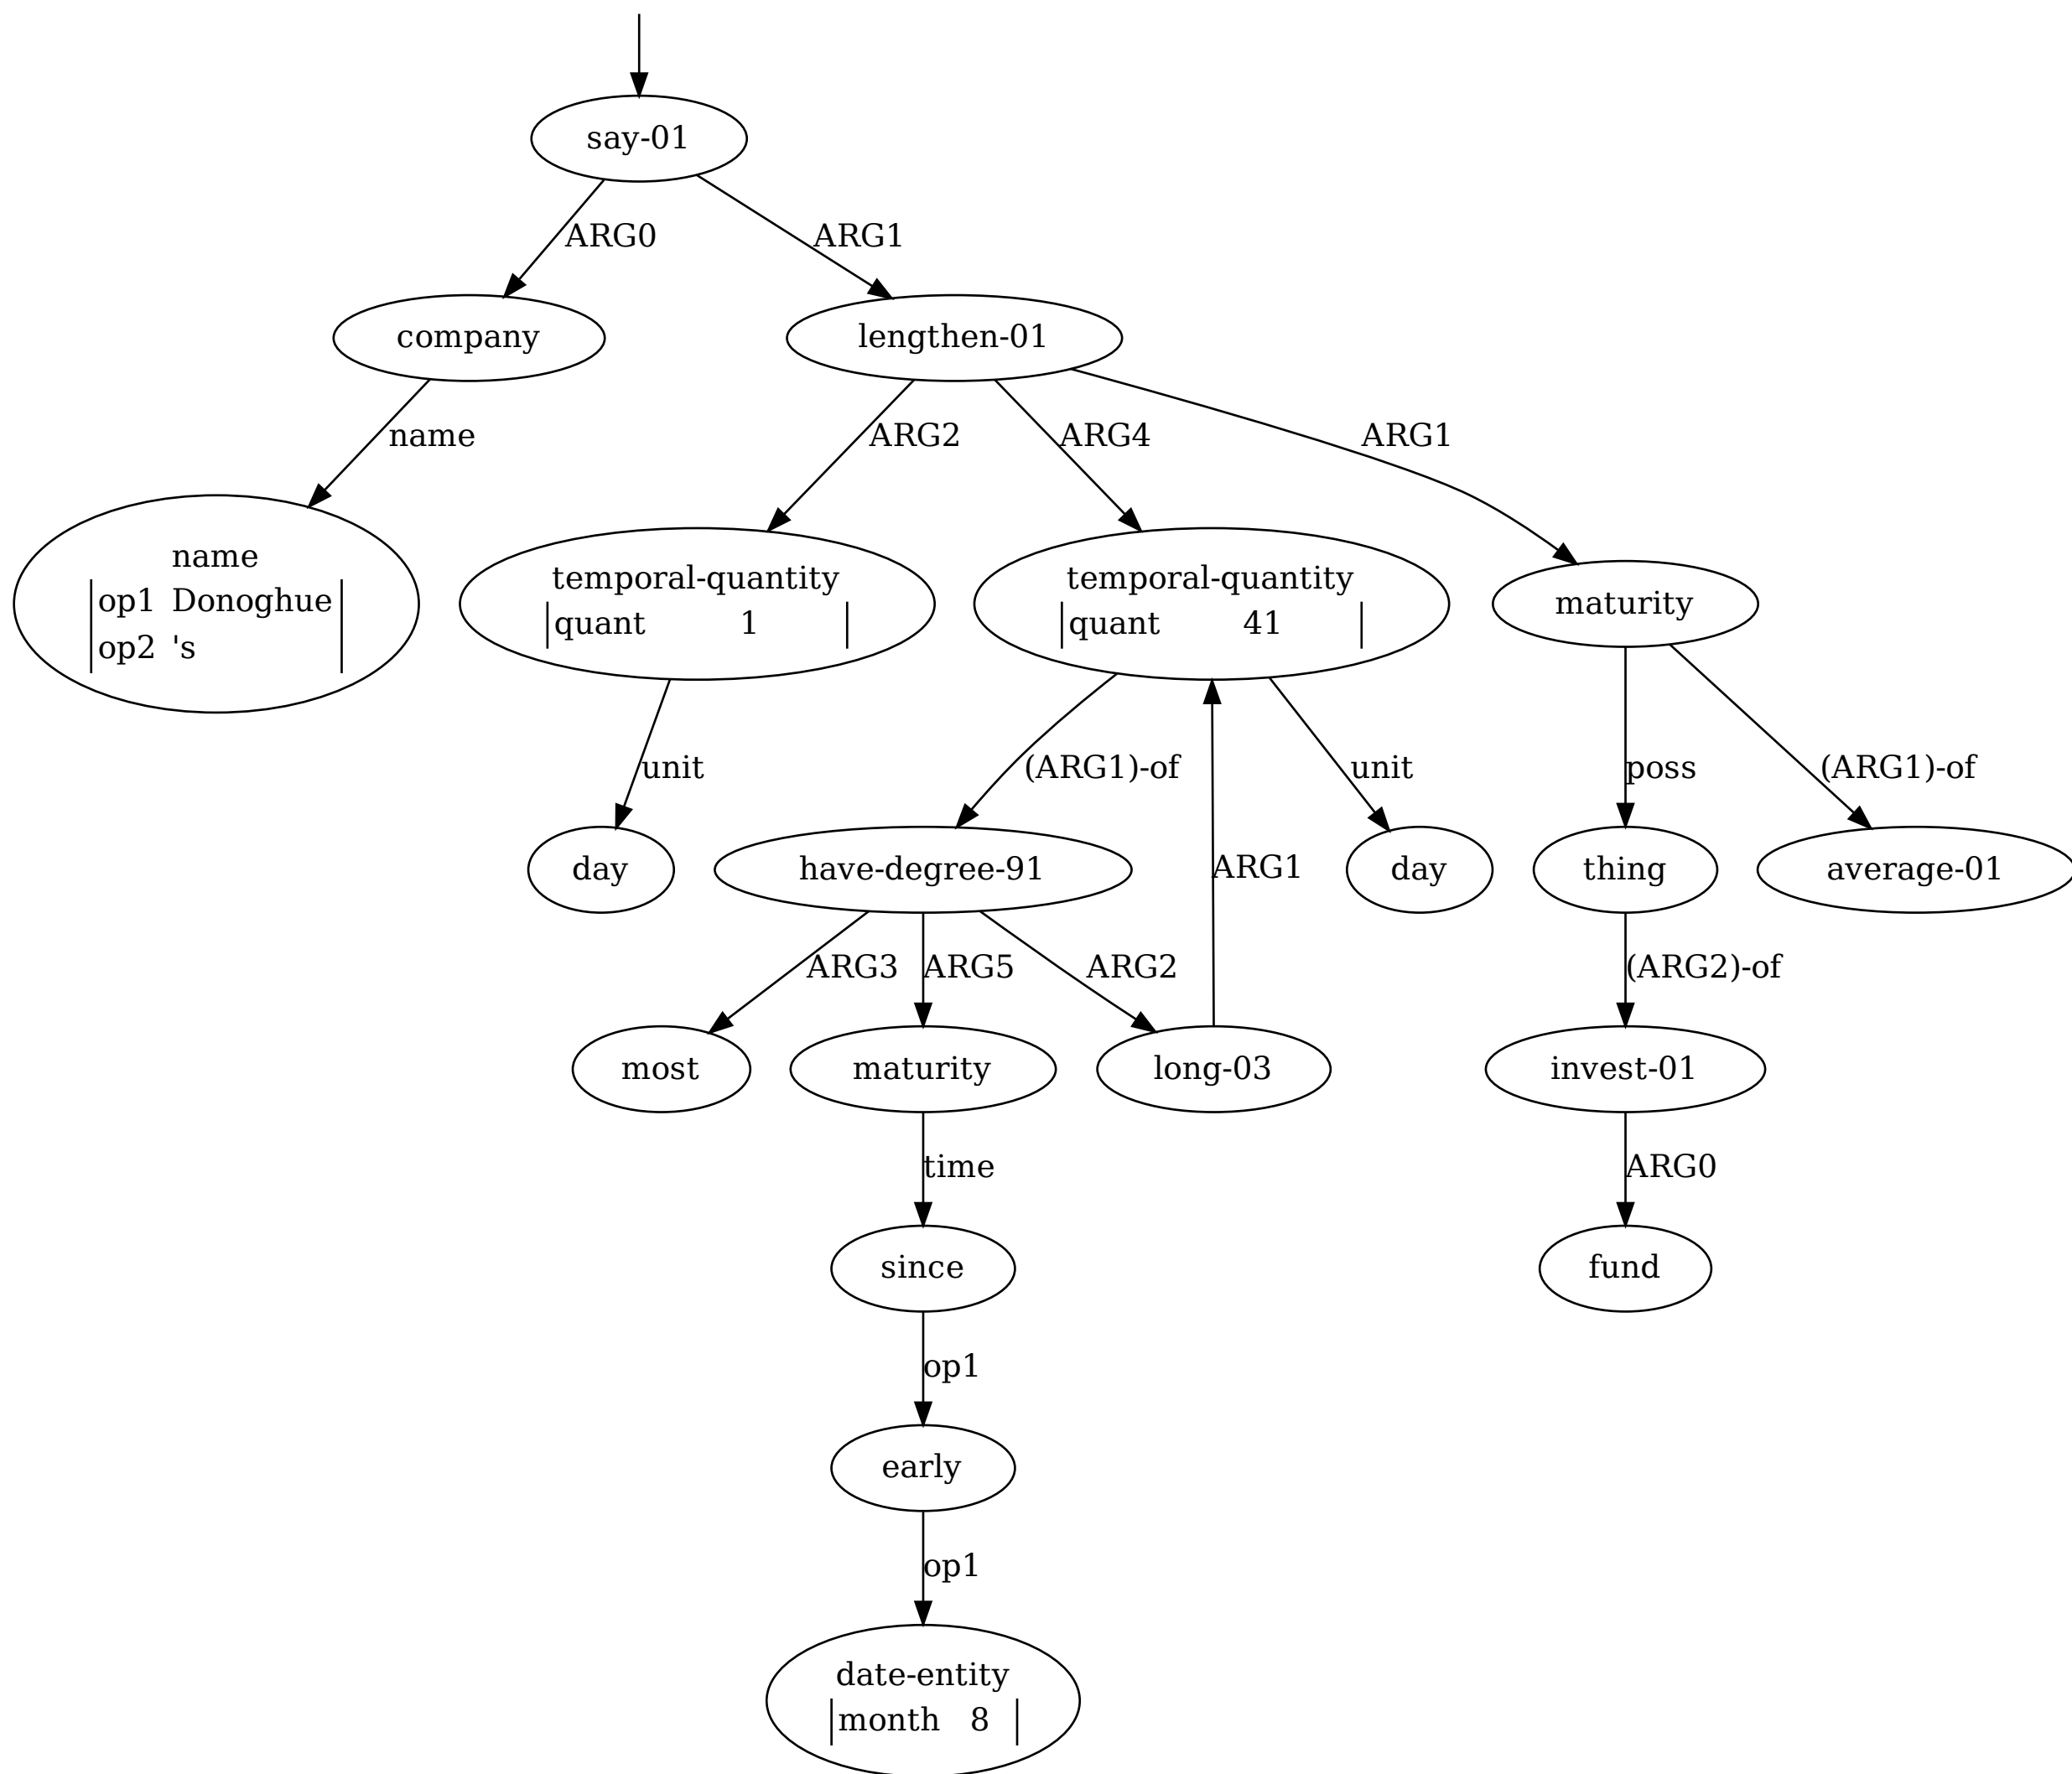 say-01
ARG0
ARG1
company
lengthen-01
name
ARG2
ARG4
ARG1
name
op1 Donoghue
op2 's
temporal-quantity
quant 1
temporal-quantity
quant 41
maturity
unit
(ARG1)-of
unit
poss
(ARG1)-of
day
have-degree-91
ARG1
day
thing
average-01
ARG3
ARG5
ARG2
(ARG2)-of
most
maturity
long-03
invest-01
time
ARG0
since
fund
op1
early
op1
date-entity
month 8